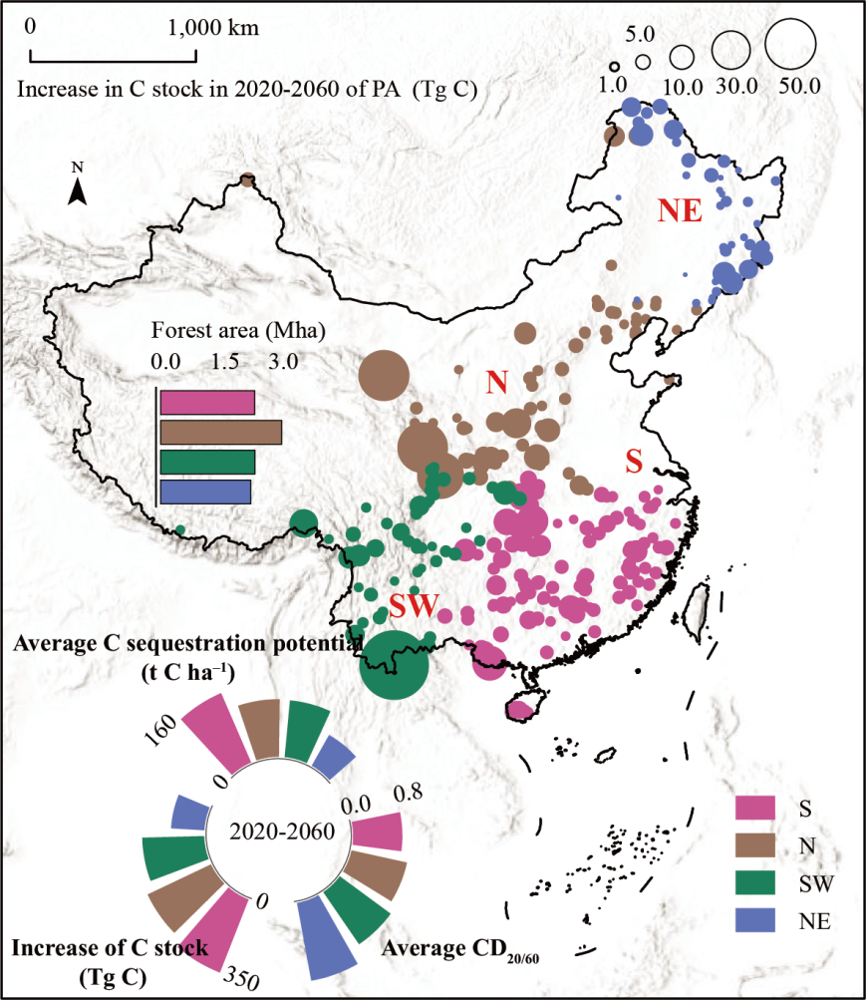 0 1,000 km
Increase in C stock in 2020-2060 of PA (Tg C)
5.0
1.0 10.0 30.0 50.0
N
NE
Forest area (Mha)
0.0 1.5 3.0
N
S
SW
Average C sequestration potential
(t C ha⁻¹)
160
0
0.0 0.8
2020-2060
0
350
Increase of C stock
(Tg C)
Average CD₂₀/₆₀
S
N
SW
NE